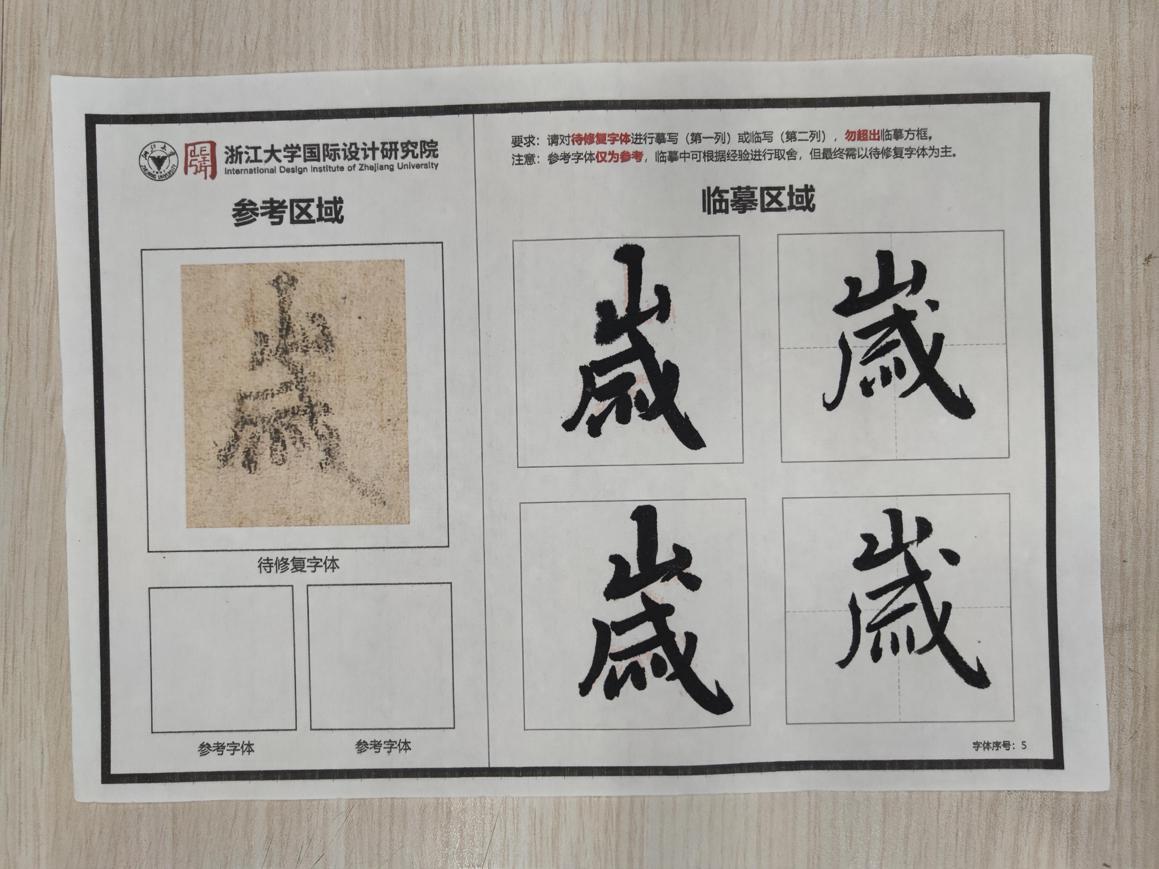 浙江大学国际设计研究院
International Design Institute of Zhejiang University
参考区域
待修复字体
参考字体
参考字体
要求：请对待修复字体进行摹写（第一列）或临写（第二列），勿超出临摹方框。
注意：参考字体仅为参考，临摹中可根据经验进行取舍，但最终需以待修复字体为主。
临摹区域
歳 歳
歳 歳
字体序号：5